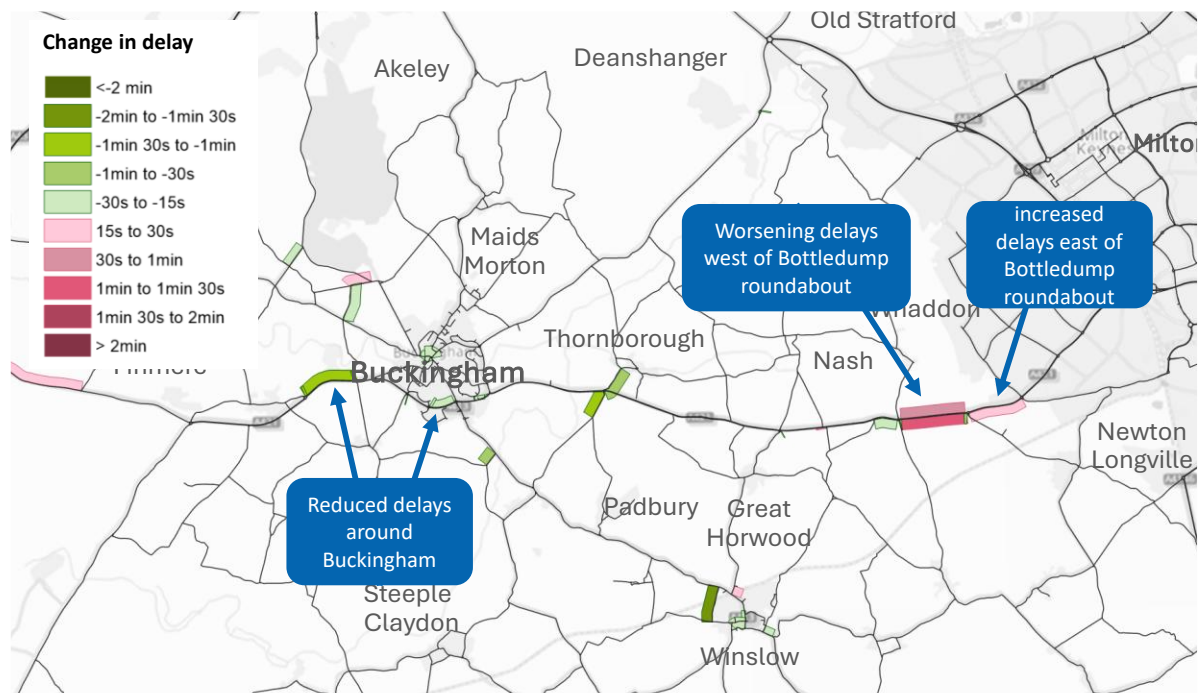 Change in delay
<-2 min
-2min to -1min 30s
-1min 30s to -1min
-1min to -30s
-30s to -15s
15s to 30s
30s to 1min
1min to 1min 30s
1min 30s to 2min
> 2min
Old Stratford
Deanshanger
Akeley
Milton
Keynes
Milton
Maids
Morton
Worsening delays
west of Bottledump
roundabout
increased
delays east of
Bottledump
roundabout
Whaddon
Thornborough
Nash
Buckingham
Newton
Longville
Reduced delays
around
Buckingham
Padbury
Great
Horwood
Steeple
Claydon
Winslow